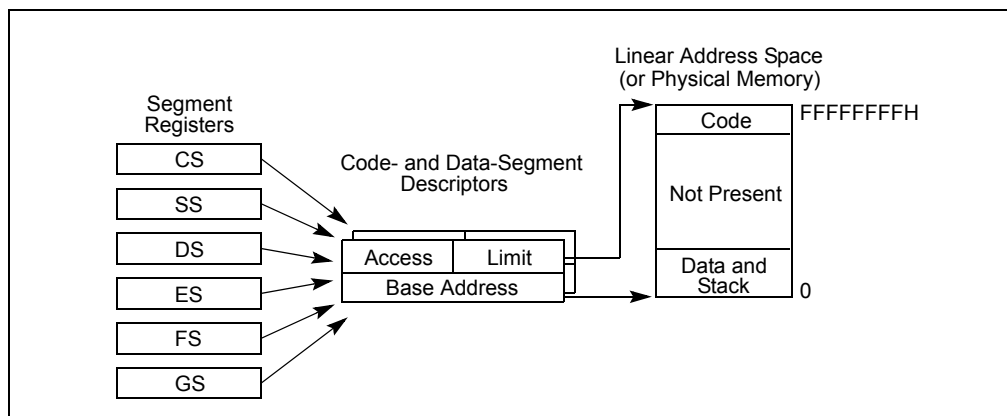 Linear Address Space
(or Physical Memory)
Segment
Registers
CS
SS
DS
ES
FS
GS
Code- and Data-Segment
Descriptors
Access
Limit
Base Address
Code
FFFFFFFFH
Not Present
Data and
Stack
0